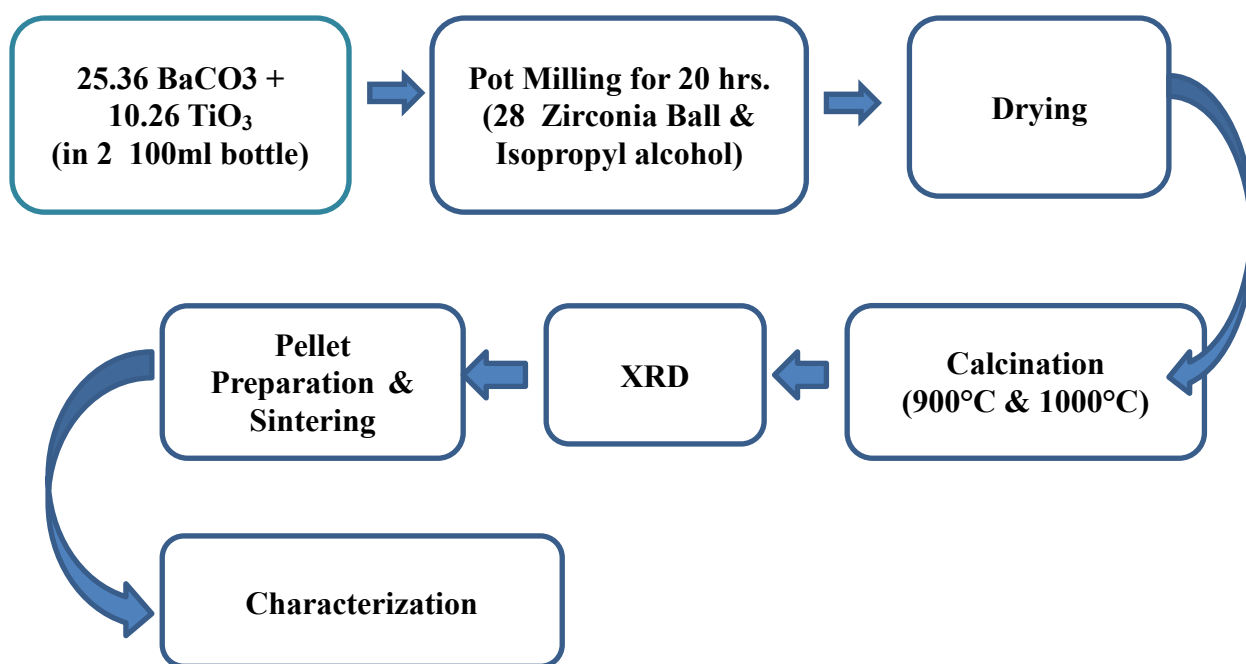 25.36 BaCO3 +
10.26 TiO₃
(in 2 100ml bottle)
Pot Milling for 20 hrs.
(28 Zirconia Ball &
Isopropyl alcohol)
Drying
Calcination
(900°C & 1000°C)
XRD
Pellet
Preparation &
Sintering
Characterization